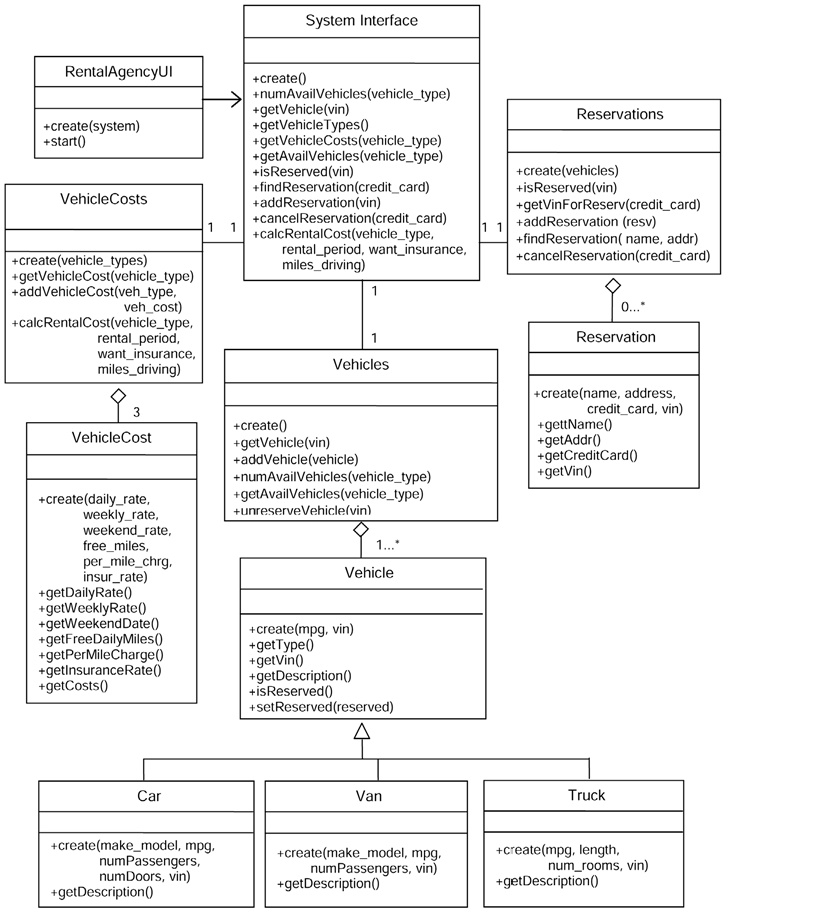 System Interface
+create()
+numAvailVehicles(vehicle_type)
+getVehicle(vin)
+getVehicleTypes()
+getVehicleCosts(vehicle_type)
+getAvailVehicles(vehicle_type)
+isReserved(vin)
+findReservation(credit_card)
+addReservation(vin)
+cancelReservation(credit_card)
+calcRentalCost(vehicle_type,
rental_period, want_insurance,
miles_driving)
RentalAgencyUI
+create(system)
+start()
Reservations
+create(vehicles)
+isReserved(vin)
+getVinForReserv(credit_card)
+addReservation (resv)
+findReservation( name, addr)
+cancelReservation(credit_card)
VehicleCosts
+create(vehicle_types)
+getVehicleCost(vehicle_type)
+addVehicleCost(veh_type,
veh_cost)
+calcRentalCost(vehicle_type,
rental_period,
want_insurance,
miles_driving)
1 1
1 1
1
1
0...*
Reservation
+create(name, address,
credit_card, vin)
+gettName()
+getAddr()
+getCreditCard()
+getVin()
Vehicles
+create()
+getVehicle(vin)
+addVehicle(vehicle)
+numAvailVehicles(vehicle_type)
+getAvailVehicles(vehicle_type)
+unreserveVehicle(vin)
3
VehicleCost
+create(daily_rate,
weekly_rate,
weekend_rate,
free_miles,
per_mile_chrg,
insur_rate)
+getDailyRate()
+getWeeklyRate()
+getWeekendDate()
+getFreeDailyMiles()
+getPerMileCharge()
+getInsuranceRate()
+getCosts()
1...*
Vehicle
+create(mpg, vin)
+getType()
+getVin()
+getDescription()
+isReserved()
+setReserved(reserved)
Car
+create(make_model, mpg,
numPassengers,
numDoors, vin)
+getDescription()
Van
+create(make_model, mpg,
numPassengers, vin)
+getDescription()
Truck
+create(mpg, length,
num_rooms, vin)
+getDescription()